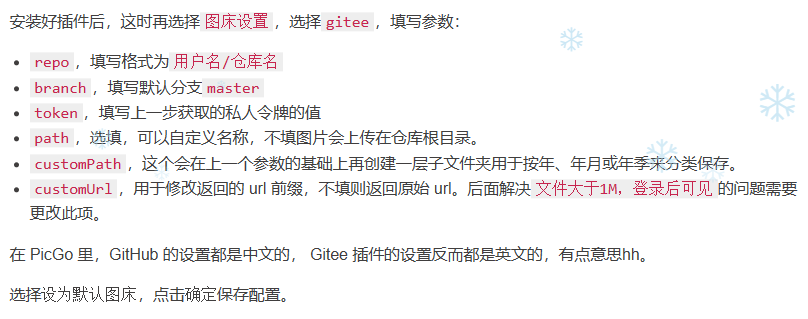 安装好插件后，这时再选择 图床设置 ，选择 gitee ，填写参数：
• repo ，填写格式为 用户名/仓库名
• branch ，填写默认分支 master
• token ，填写上一步获取的私人令牌的值
• path ，选填，可以自定义名称，不填图片会上传在仓库根目录。
• customPath ，这个会在上一个参数的基础上再创建一层子文件夹用于按年、年月或年季来分类保存。
• customUrl ，用于修改返回的 url 前缀，不填则返回原始 url。后面解决 文件大于1M，登录后可见 的问题需要
更改此项。
在 PicGo 里，GitHub 的设置都是中文的， Gitee 插件的设置反而都是英文的，有点意思hh。
选择设为默认图床，点击确定保存配置。